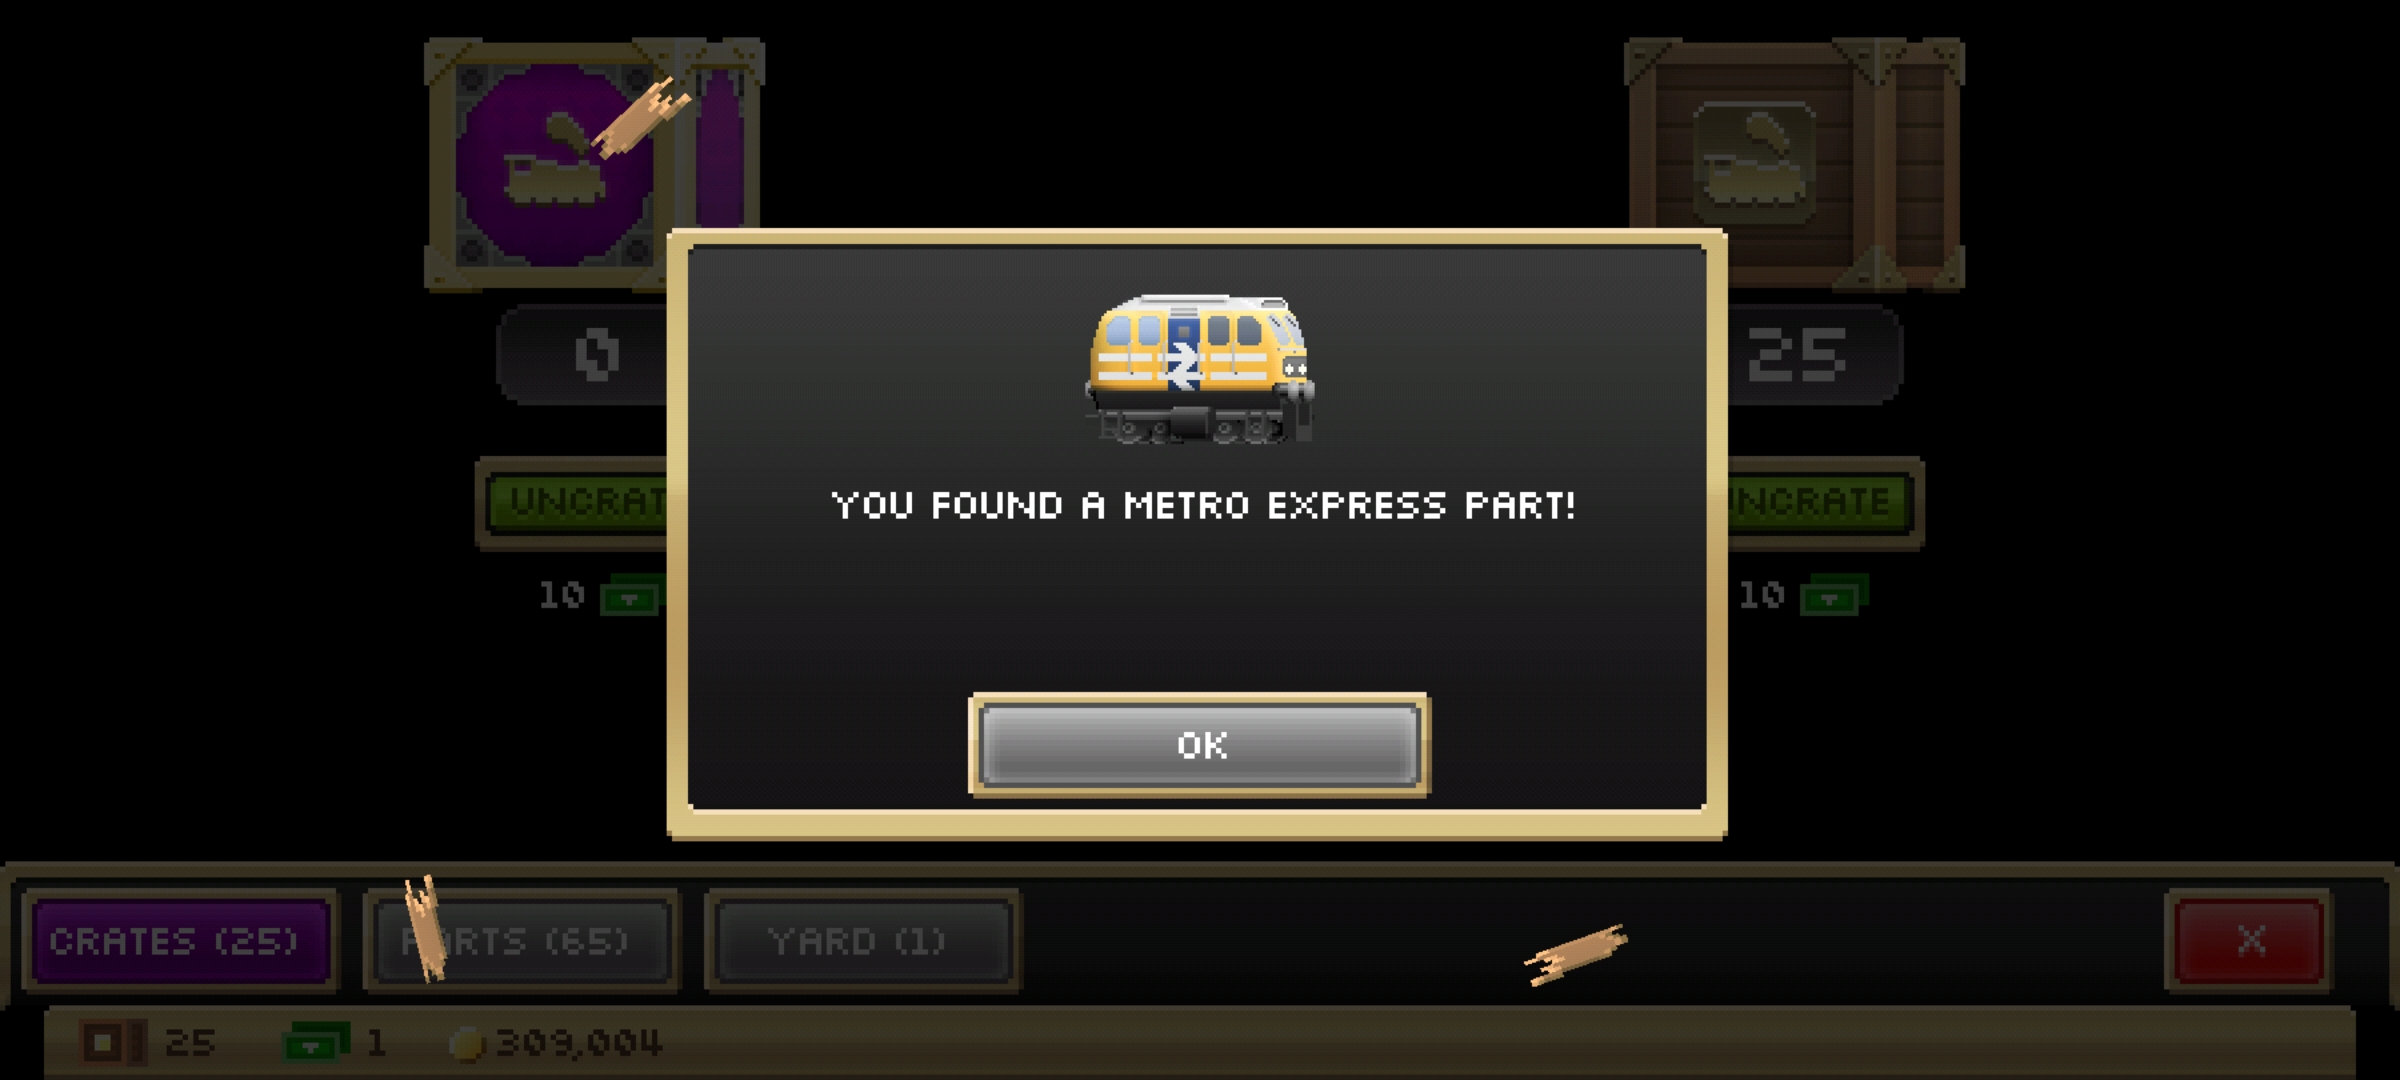 0
25
UNCRAT
NCRATE
10
10
YOU FOUND A METRO EXPRESS PART!
OK
CRATES (25)
PARTS (65)
YARD (1)
X
25
1
309,004